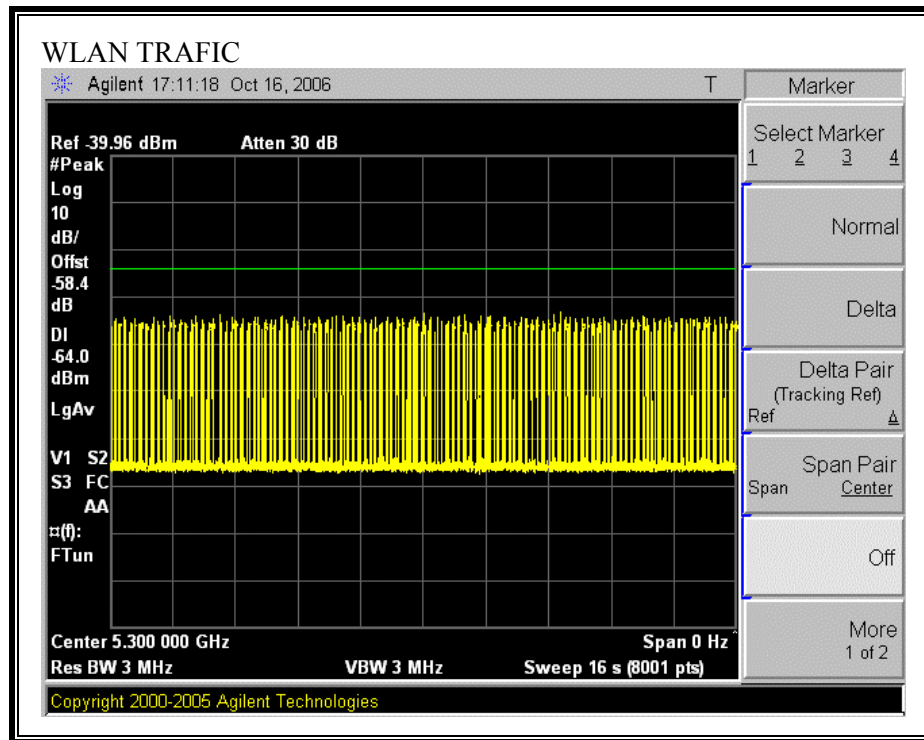 WLAN TRAFIC
Agilent 17:11:18 Oct 16, 2006 T
Marker
Ref -39.96 dBm Atten 30 dB
#Peak
Log
10
dB/
Offst
-58.4
dB
DI
-64.0
dBm
LgAv
V1 S2
S3 FC
AA
¤(f):
FTun
Center 5.300 000 GHz Span 0 Hz^
Res BW 3 MHz VBW 3 MHz Sweep 16 s (8001 pts)
Copyright 2000-2005 Agilent Technologies
Select Marker
1 2 3 4
Normal
Delta
Delta Pair
(Tracking Ref)
Ref Δ
Span Pair
Span Center
Off
More
1 of 2